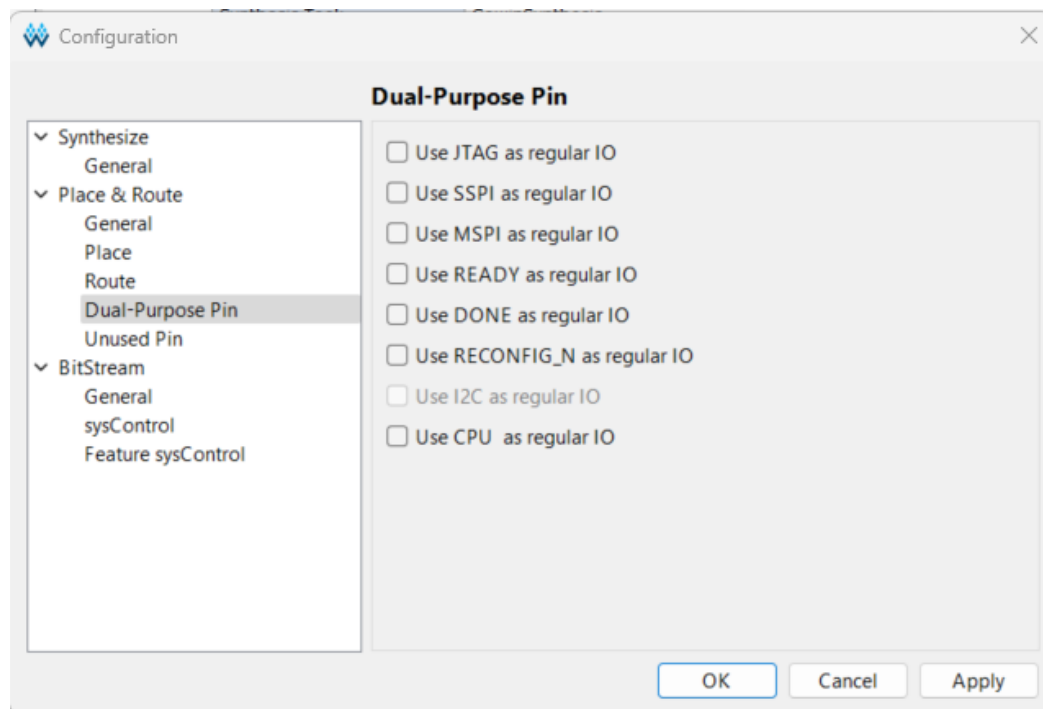 Configuration
Dual-Purpose Pin
Synthesize
General
Place & Route
General
Place
Route
Dual-Purpose Pin
Unused Pin
BitStream
General
sysControl
Feature sysControl
Use JTAG as regular IO
Use SSPI as regular IO
Use MSPI as regular IO
Use READY as regular IO
Use DONE as regular IO
Use RECONFIG_N as regular IO
Use I2C as regular IO
Use CPU  as regular IO
OK
Cancel
Apply